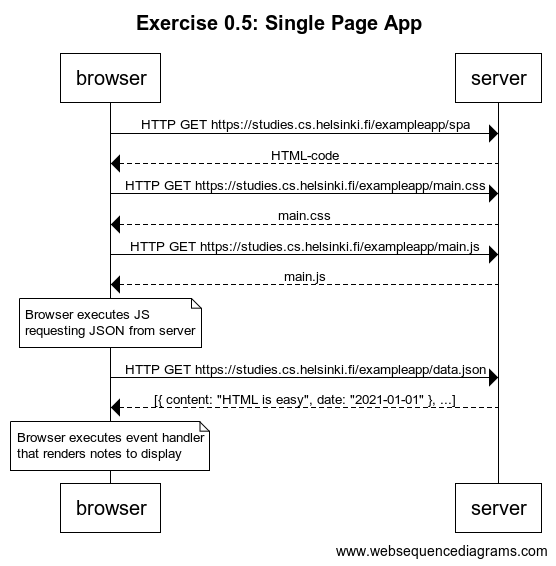 Exercise 0.5: Single Page App
browser
server
HTTP GET https://studies.cs.helsinki.fi/exampleapp/spa
HTML-code
HTTP GET https://studies.cs.helsinki.fi/exampleapp/main.css
main.css
HTTP GET https://studies.cs.helsinki.fi/exampleapp/main.js
main.js
Browser executes JS
requesting JSON from server
HTTP GET https://studies.cs.helsinki.fi/exampleapp/data.json
[{ content: "HTML is easy", date: "2021-01-01" }, ...]
Browser executes event handler
that renders notes to display
browser
server
www.websequencediagrams.com